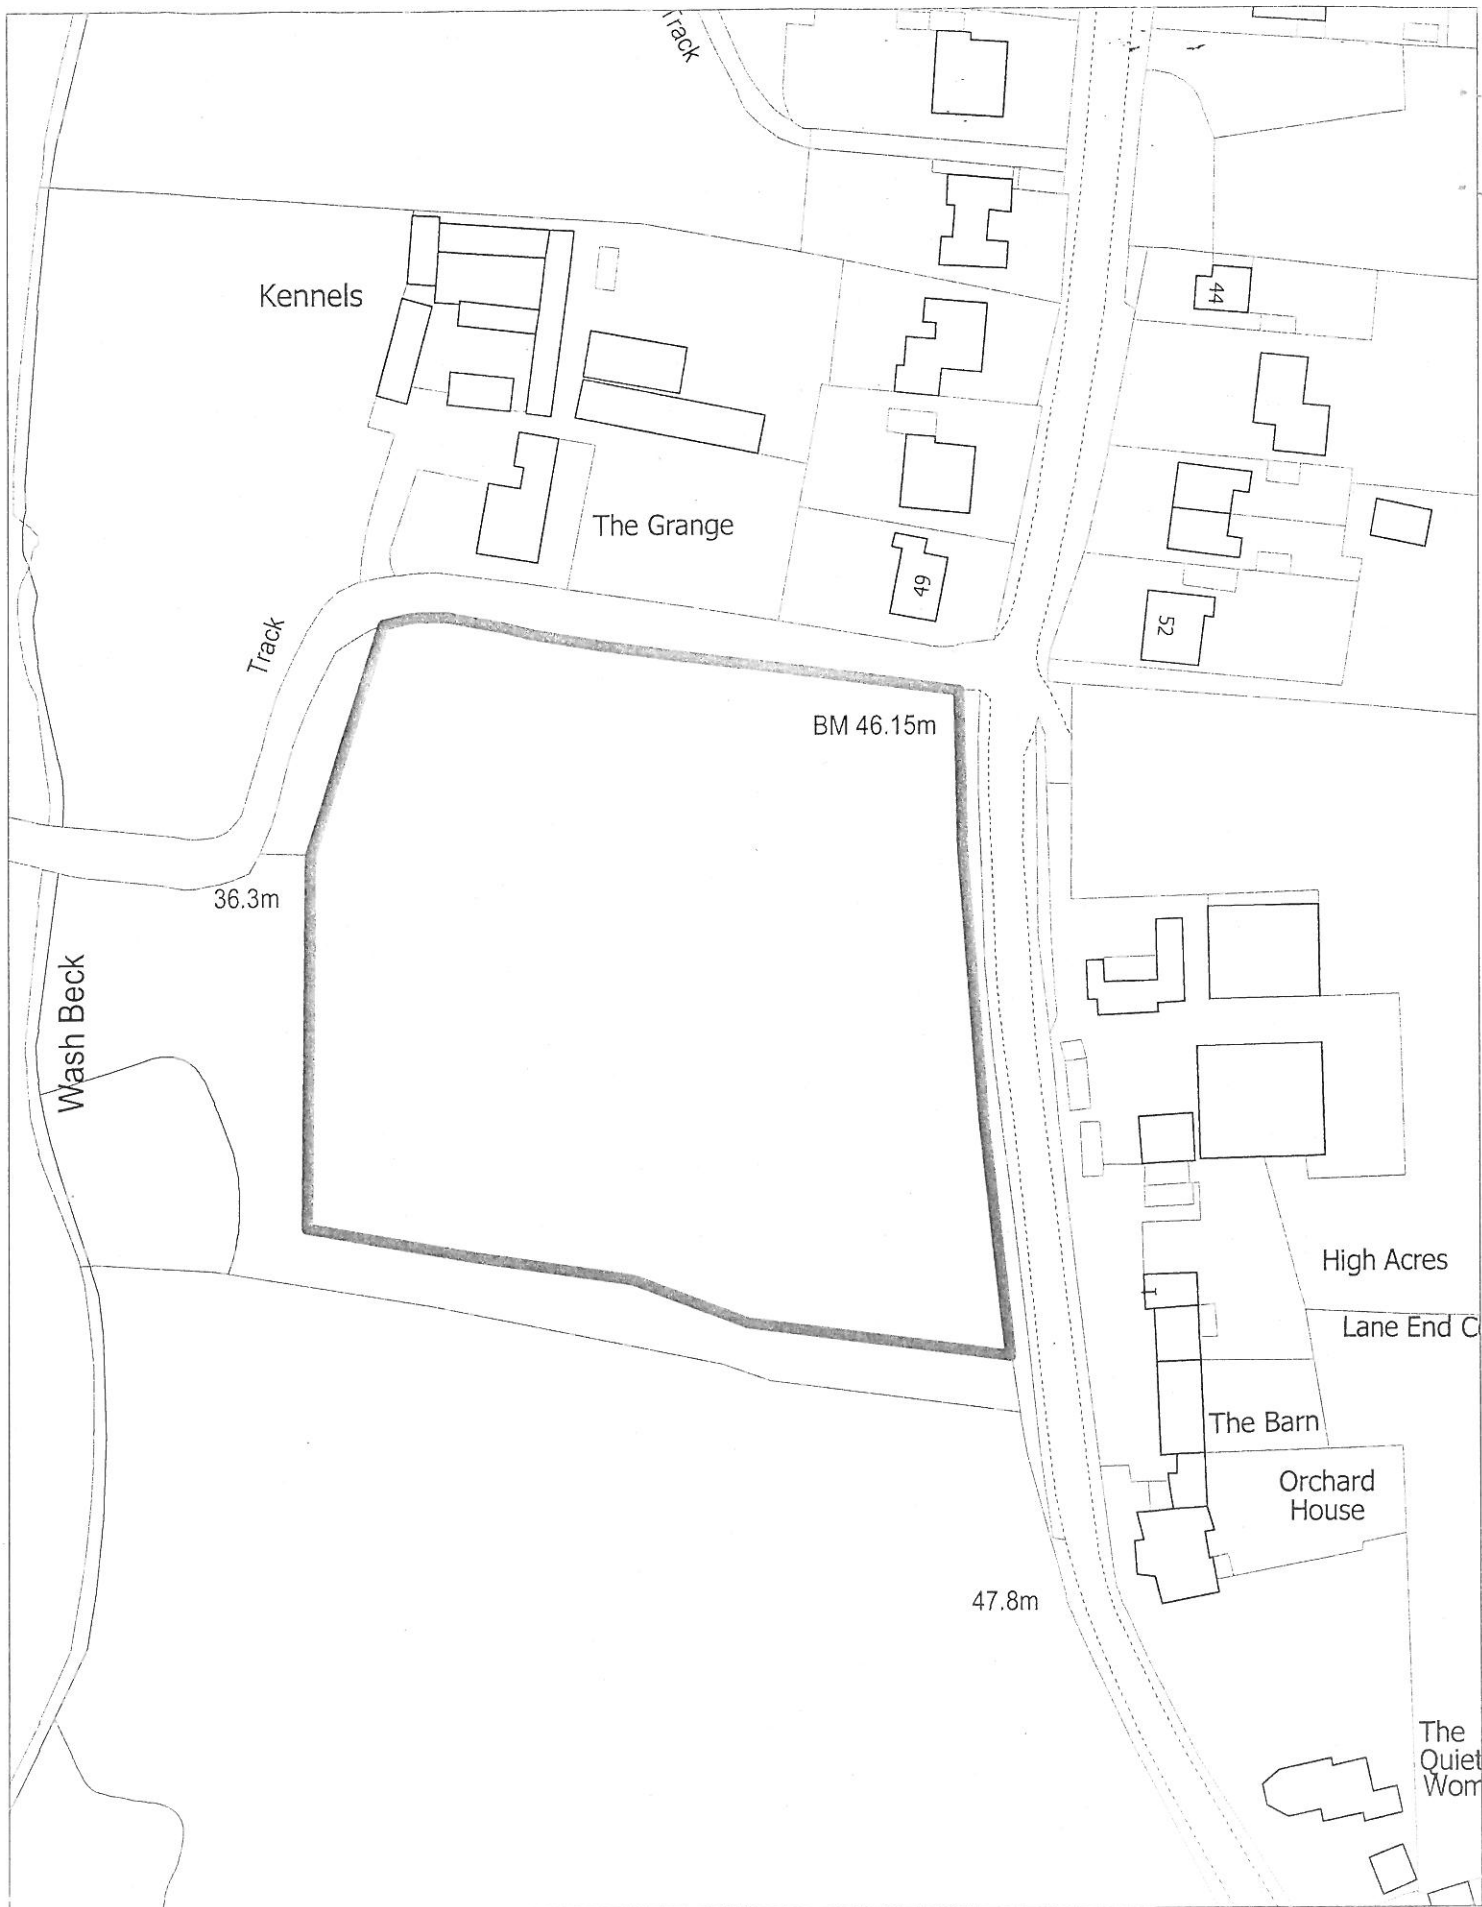 Track
Kennels
44
The Grange
49
52
Track
BM 46.15m
36.3m
Wash Beck
High Acres
Lane End C
The Barn
Orchard
House
47.8m
The
Quiet
Wom